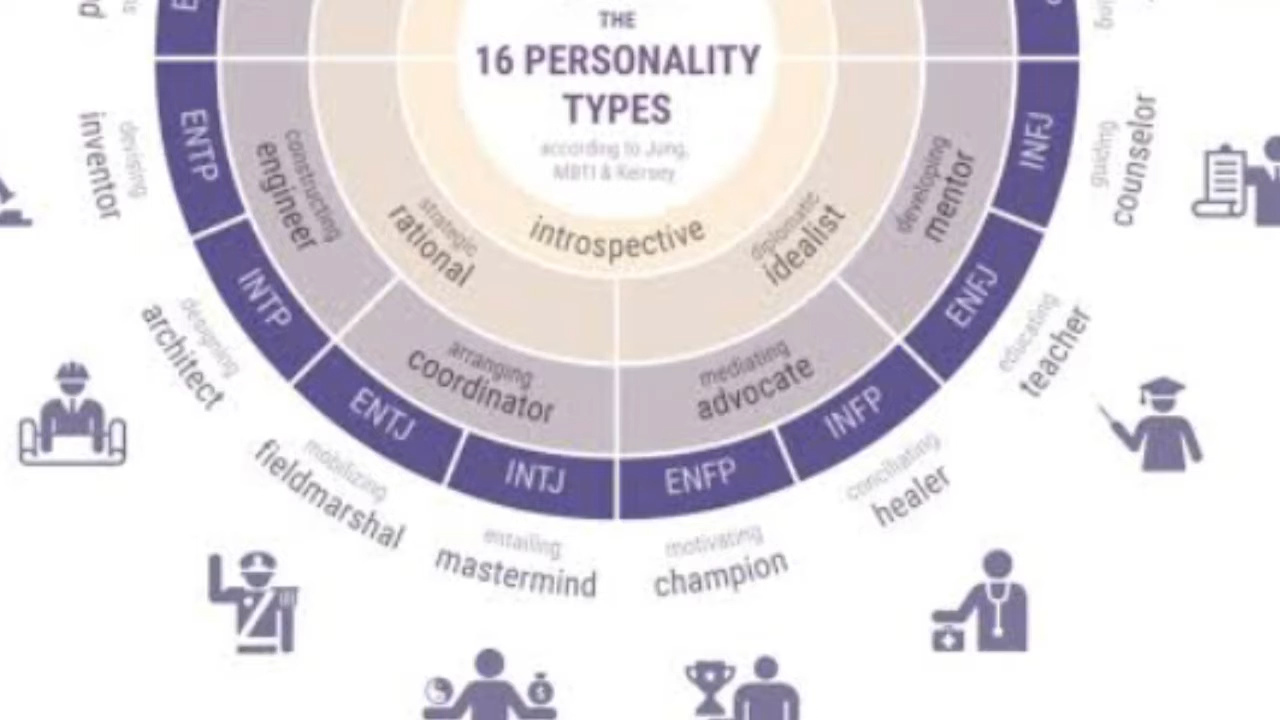 THE
16 PERSONALITY
TYPES
according to Jung,
MBTI & Keirsey
introspective
strategic
rational
diplomatic
idealist
constructing
engineer
arranging
coordinator
mediating
advocate
developing
mentor
ENTP
INTP
ENTJ
INTJ
ENFP
INFP
ENFJ
INFJ
devising
inventor
designing
architect
mobilizing
fieldmarshal
entailing
mastermind
motivating
champion
conciliating
healer
educating
teacher
guiding
counselor